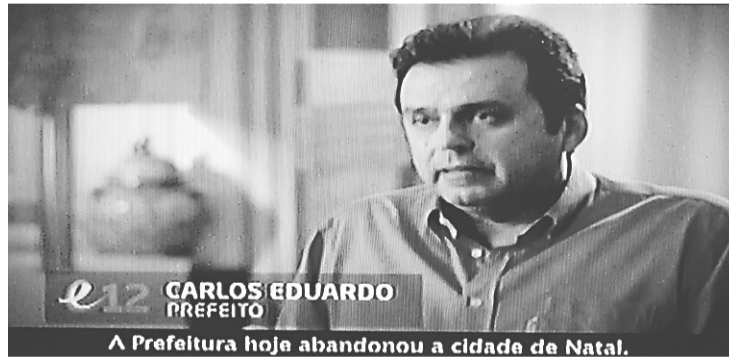 e12 CARLOS EDUARDO
PREFEITO
A Prefeitura hoje abandonou a cidade de Natal.